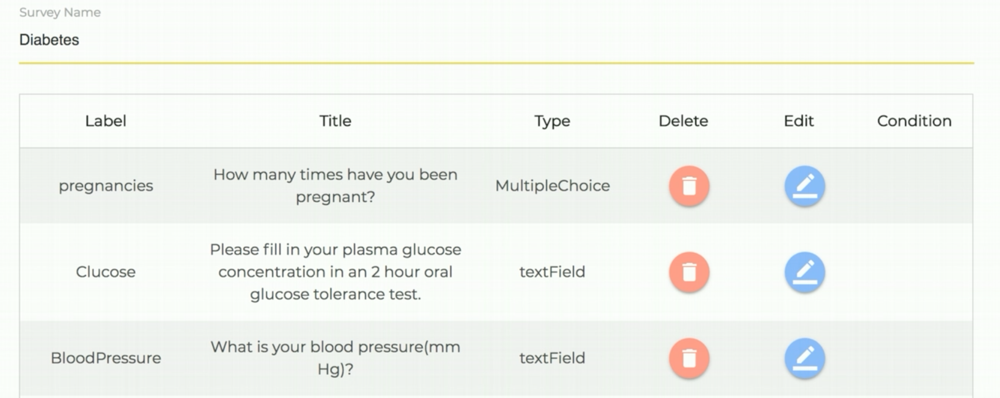 Survey Name
Diabetes
Label Title Type Delete Edit Condition
How many times have you been
pregnancies MultipleChoice
pregnant?
Please fill in your plasma glucose
Clucose concentration in an 2 hour oral textField
glucose tolerance test.
What is your blood pressure(mm
BloodPressure textField
Hg)?